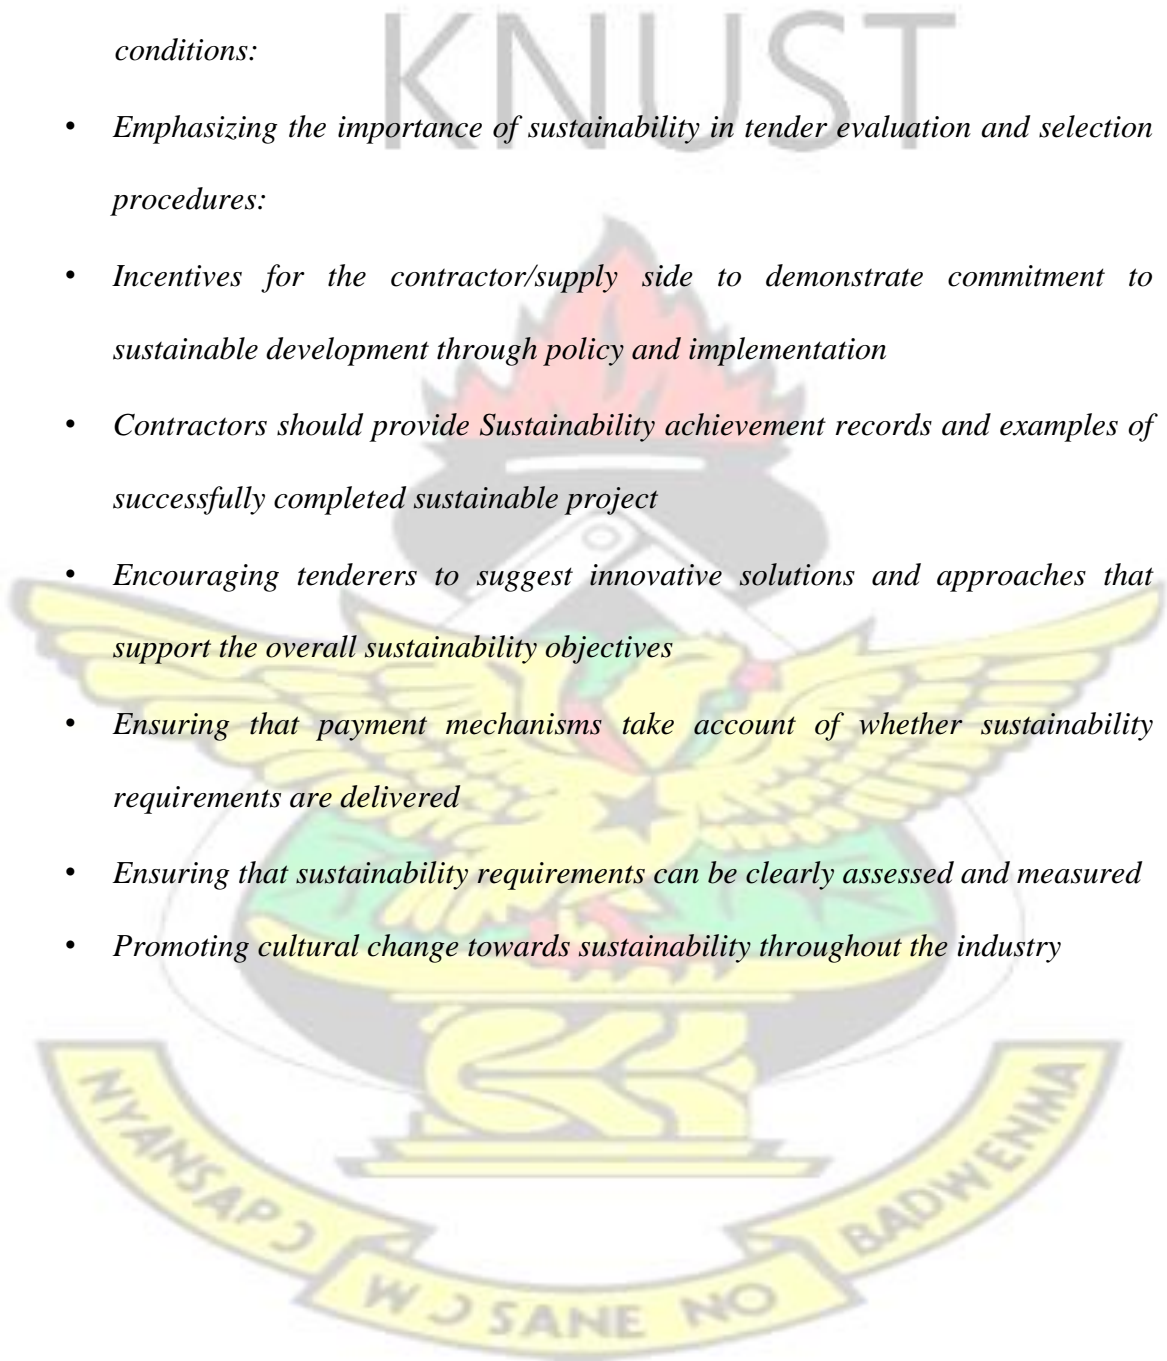 KNUST
conditions:
• Emphasizing the importance of sustainability in tender evaluation and selection
procedures:
• Incentives for the contractor/supply side to demonstrate commitment to
sustainable development through policy and implementation
• Contractors should provide Sustainability achievement records and examples of
successfully completed sustainable project
• Encouraging tenderers to suggest innovative solutions and approaches that
support the overall sustainability objectives
• Ensuring that payment mechanisms take account of whether sustainability
requirements are delivered
• Ensuring that sustainability requirements can be clearly assessed and measured
• Promoting cultural change towards sustainability throughout the industry
NYANSAPƆ
WƆSANE NO
BADWENMA